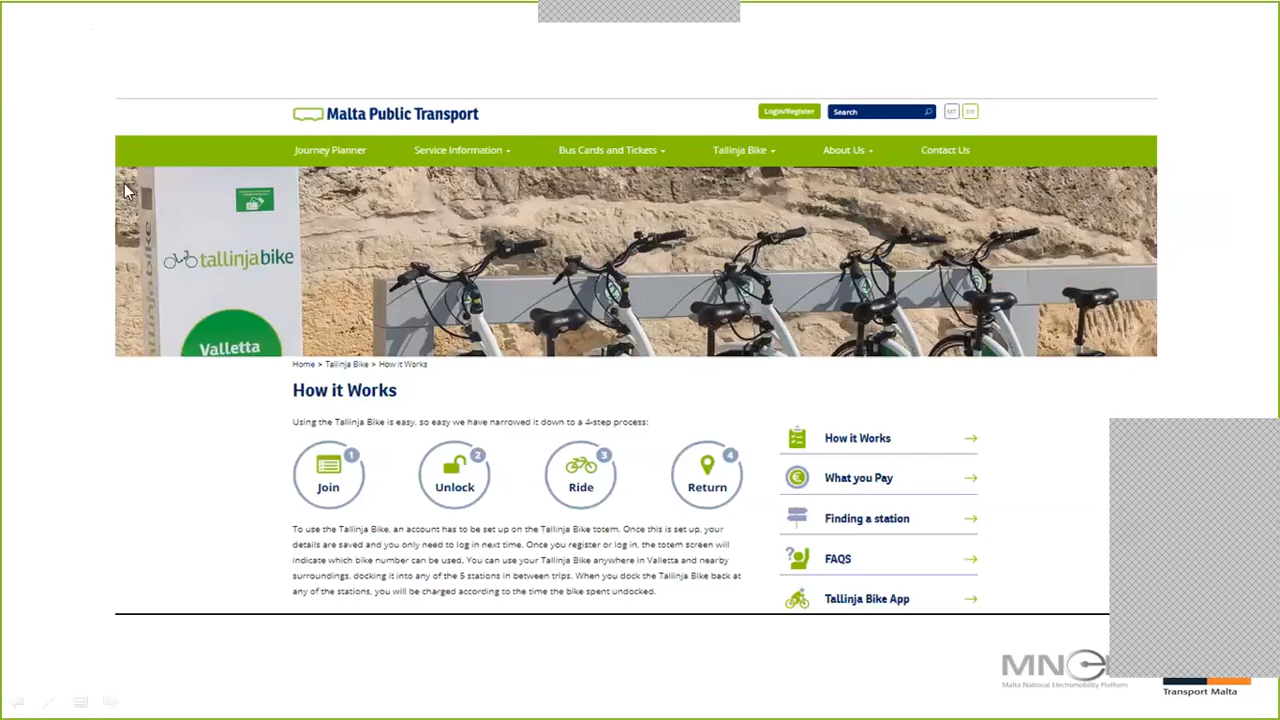 Malta Public Transport
Login/Register
Search
MT
EN
Journey Planner
Service Information
Bus Cards and Tickets
Tallinja Bike
About Us
Contact Us
tallinjabike
tallinjabike
Valletta
Home > Tallinja Bike > How it Works
How it Works
Using the Tallinja Bike is easy, so easy we have narrowed it down to a 4-step process:
1
Join
2
Unlock
3
Ride
4
Return
To use the Tallinja Bike, an account has to be set up on the Tallinja Bike totem. Once this is set up, your
details are saved and you only need to log in next time. Once you register or log in, the totem screen will
indicate which bike number can be used. You can use your Tallinja Bike anywhere in Valletta and nearby
surroundings, docking it into any of the 5 stations in between trips. When you dock the Tallinja Bike back at
any of the stations, you will be charged according to the time the bike spent undocked.
How it Works
What you Pay
Finding a station
FAQS
Tallinja Bike App
MNE
Malta National Electromobility Platform
Transport Malta